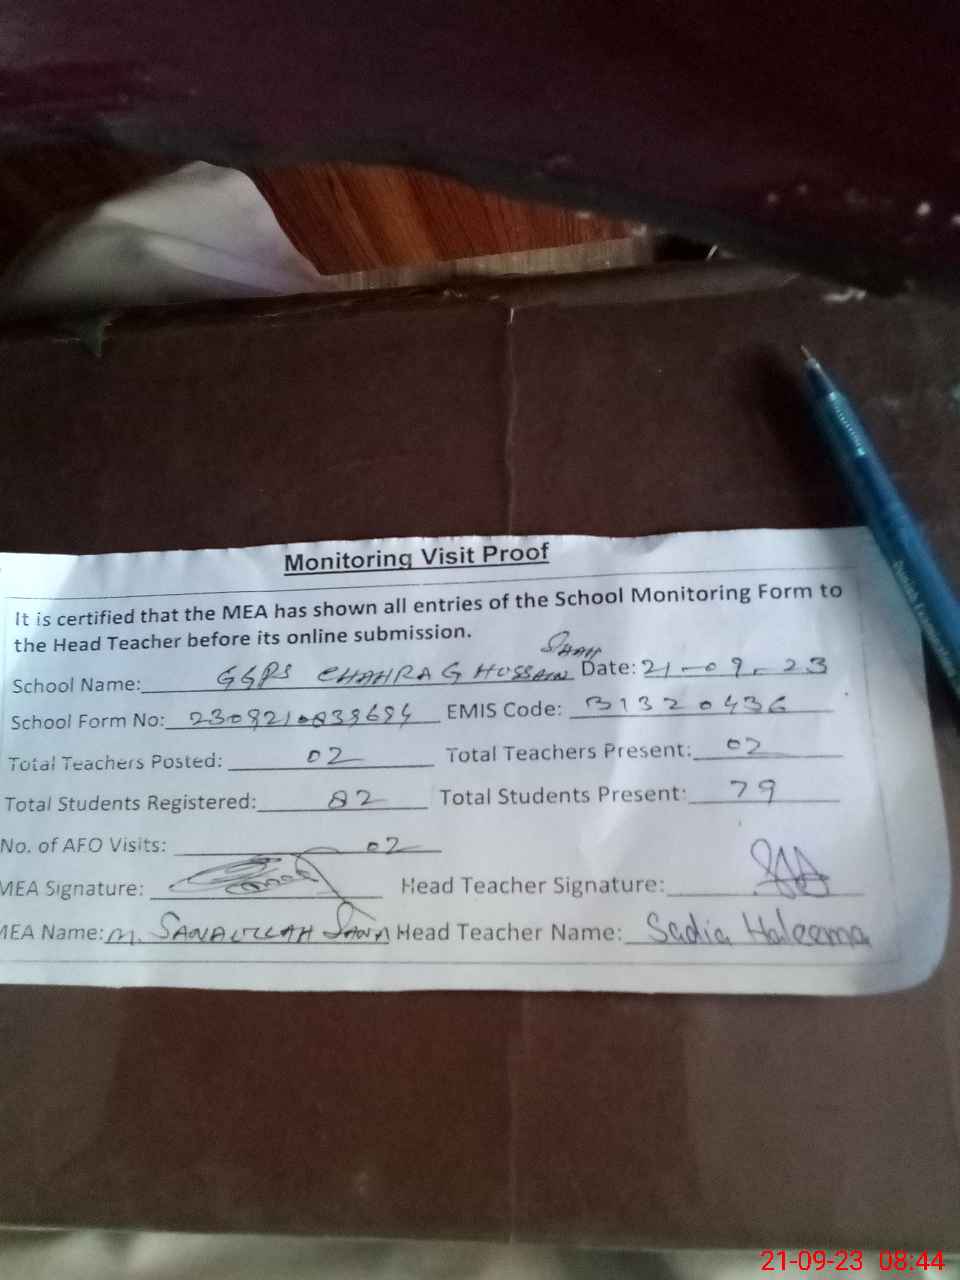 Monitoring Visit Proof
It is certified that the MEA has shown all entries of the School Monitoring Form to
the Head Teacher before its online submission.
School Name: GGPS CHAHRAG HUSSAIN SHAH Date: 21-09-23
School Form No: EMIS Code: 31320436
Total Teachers Posted: 02 Total Teachers Present: 02
Total Students Registered: 82 Total Students Present: 79
No. of AFO Visits: 02
MEA Signature: Head Teacher Signature:
MEA Name: M. SANAULLAH SANA Head Teacher Name: Sadia Haleema
21-09-23 08:44